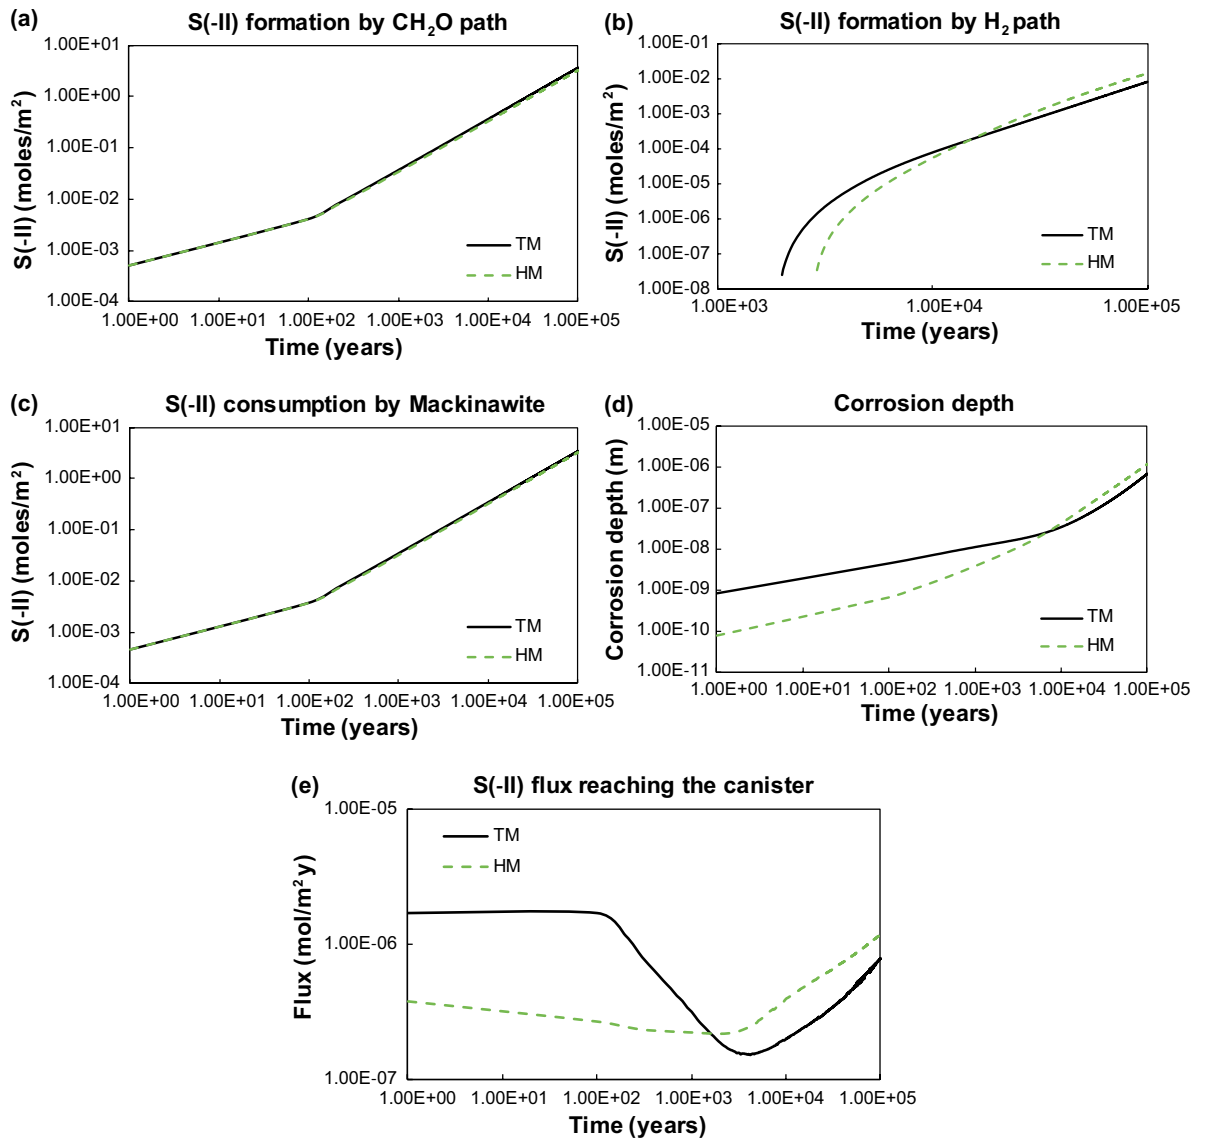 (a)
S(-II) formation by CH₂O path
1.00E+01
1.00E+00
1.00E-01
1.00E-02
1.00E-03
1.00E-04
S(-II) (moles/m²)
TM
HM
1.00E+00 1.00E+01 1.00E+02 1.00E+03 1.00E+04 1.00E+05
Time (years)
(b)
S(-II) formation by H₂ path
1.00E-01
1.00E-02
1.00E-03
1.00E-04
1.00E-05
1.00E-06
1.00E-07
1.00E-08
S(-II) (moles/m²)
TM
HM
1.00E+03 1.00E+04 1.00E+05
Time (years)
(c)
S(-II) consumption by Mackinawite
1.00E+01
1.00E+00
1.00E-01
1.00E-02
1.00E-03
1.00E-04
S(-II) (moles/m²)
TM
HM
1.00E+00 1.00E+01 1.00E+02 1.00E+03 1.00E+04 1.00E+05
Time (years)
(d)
Corrosion depth
1.00E-05
1.00E-06
1.00E-07
1.00E-08
1.00E-09
1.00E-10
1.00E-11
Corrosion depth (m)
TM
HM
1.00E+00 1.00E+01 1.00E+02 1.00E+03 1.00E+04 1.00E+05
Time (years)
(e)
S(-II) flux reaching the canister
1.00E-05
1.00E-06
1.00E-07
Flux (mol/m² y)
TM
HM
1.00E+00 1.00E+01 1.00E+02 1.00E+03 1.00E+04 1.00E+05
Time (years)